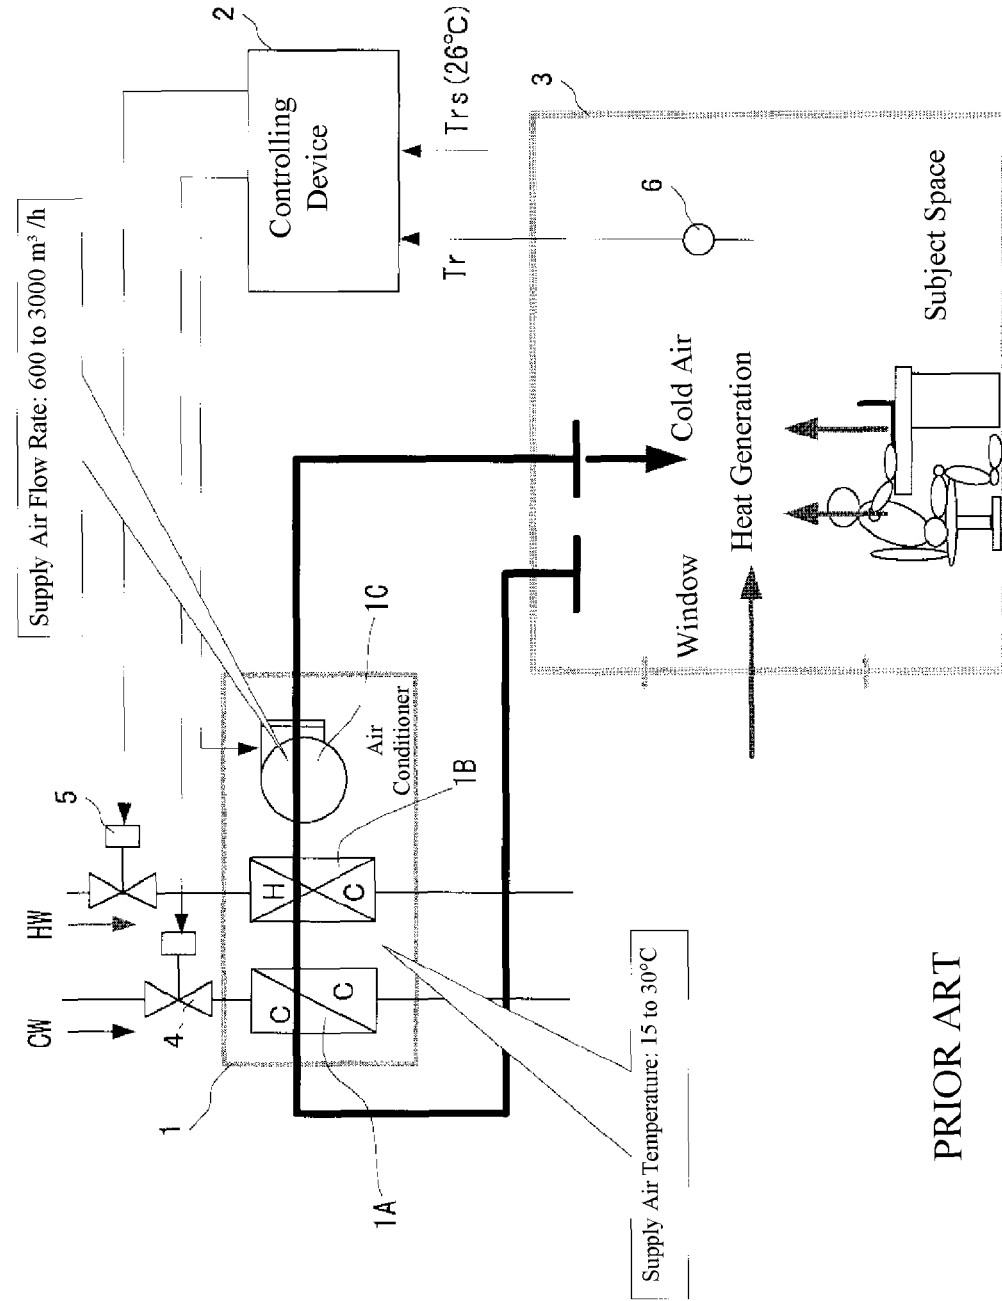 Supply Air Flow Rate: 600 to 3000 m³ /h
2
HW
5
CW
4
Controlling
Device
Tr
Trs(26°C)
1
H
C
C
C
Air
Conditioner
1C
1B
1A
3
6
Supply Air Temperature: 15 to 30°C
Window
Cold Air
Heat Generation
Subject Space
PRIOR ART